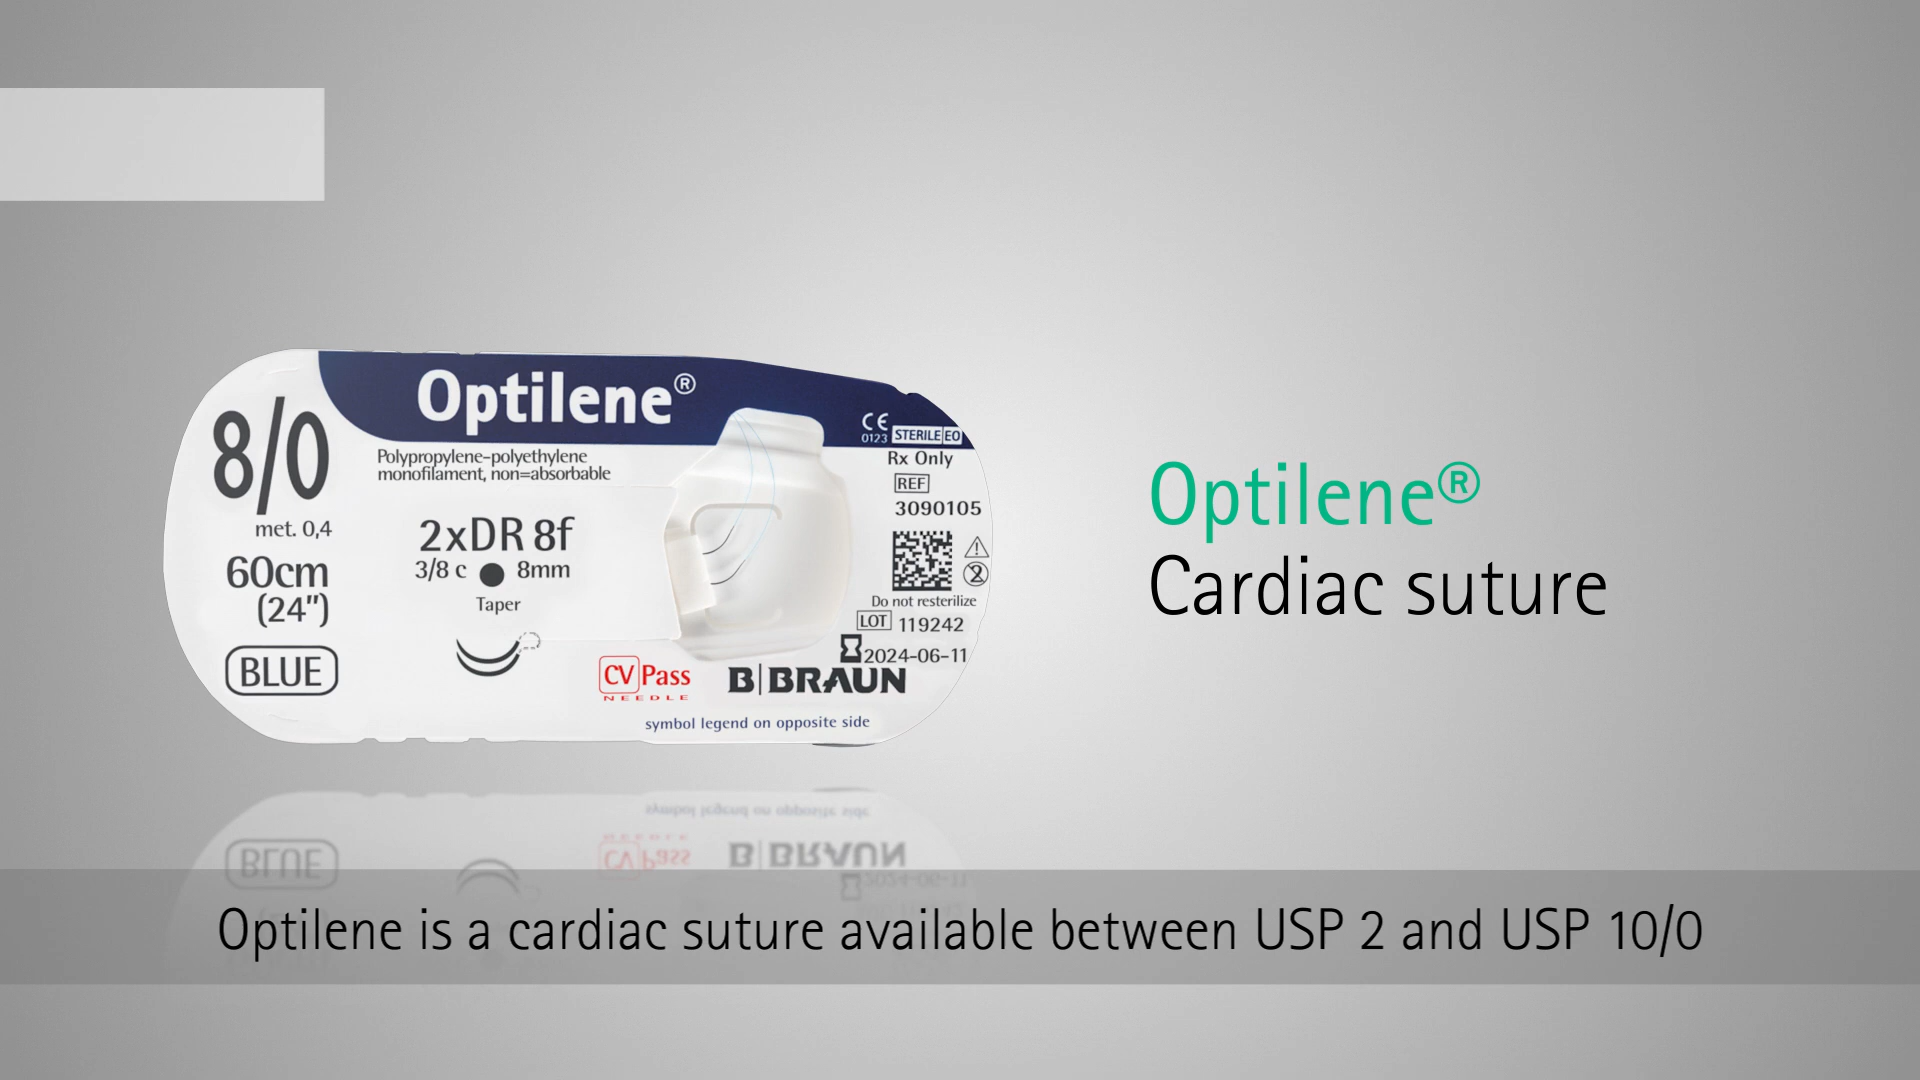 Optilene®
8/0
met. 0,4
60cm
(24")
BLUE
Polypropylene-polyethylene
monofilament, non=absorbable
2xDR 8f
3/8 c 8mm
Taper
CV Pass
NEEDLE
B|BRAUN
symbol legend on opposite side
CE
0123 STERILE EO
Rx Only
REF
3090105
2
Do not resterilize
LOT 119242
2024-06-11
Optilene®
Cardiac suture
Optilene is a cardiac suture available between USP 2 and USP 10/0